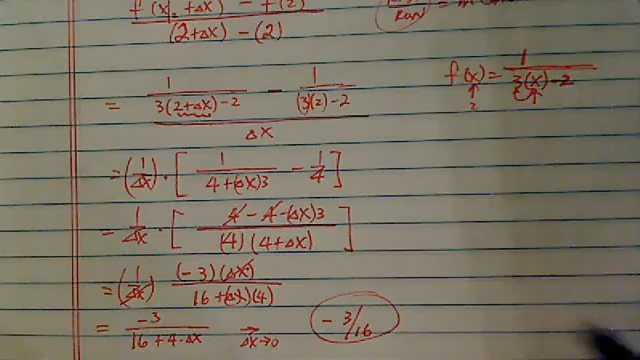 f(x = +Δx) - f(2)
(2+Δx) - (2)
Run
f(x) = 1 / 3(x)-2
2
= 1 / 3(2+Δx)-2 - 1 / (3)(2)-2
Δx
= (1/Δx) · [ 1 / 4+(Δx)3 - 1/4 ]
= 1/Δx · [ 4 - 4 - (Δx)3 / (4)(4+Δx) ]
= (1/Δx) (-3)(Δx) / 16+(Δx)(4)
= -3 / 16+4·Δx → Δx→0 - 3/16